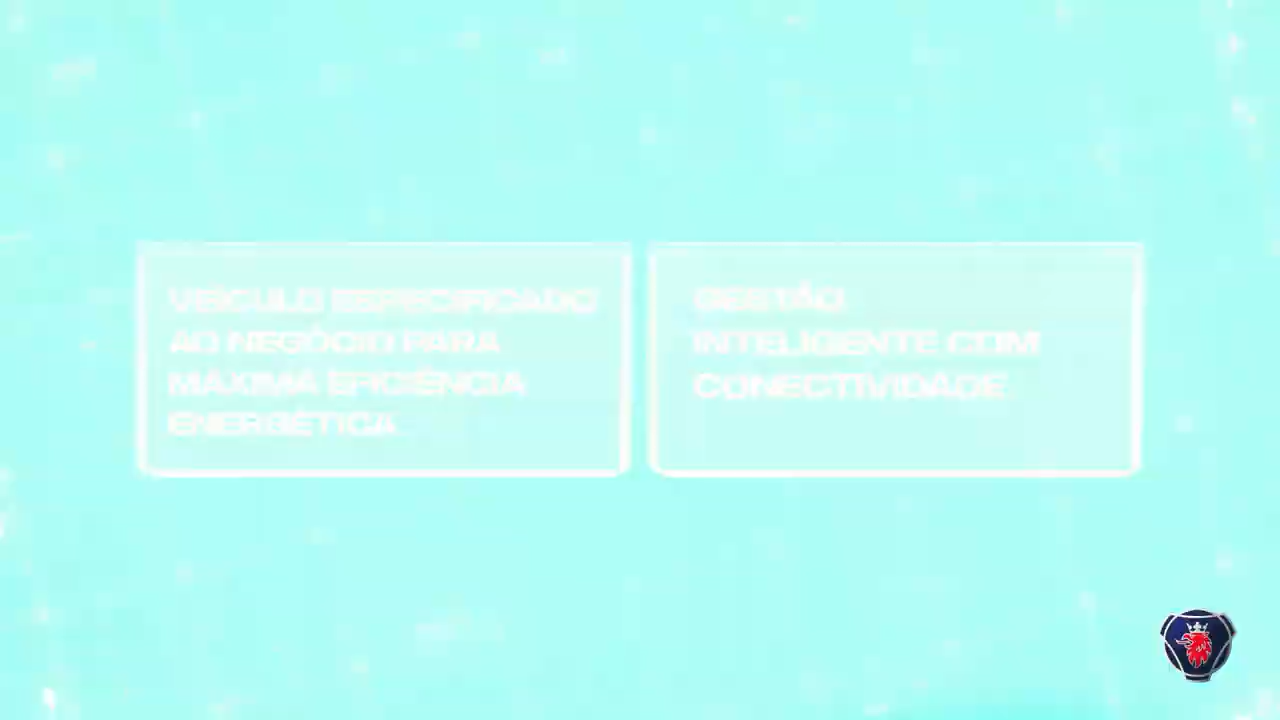 VEÍCULO ESPECIFICADO
AO NEGÓCIO PARA
MÁXIMA EFICIÊNCIA
ENERGÉTICA.
GESTÃO
INTELIGENTE COM
CONECTIVIDADE.